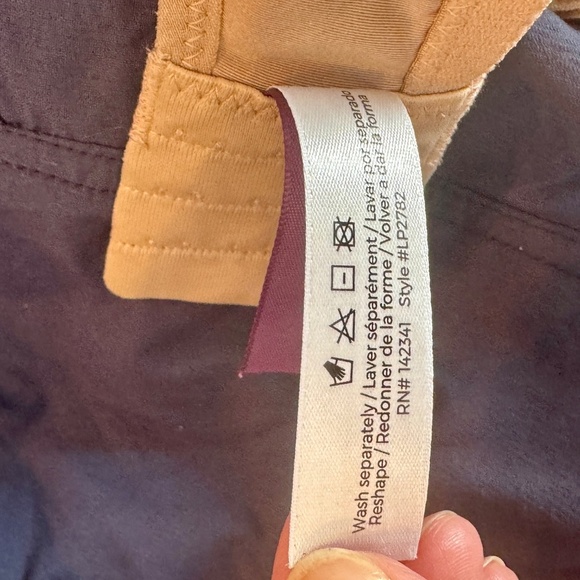 Wash separately / Laver séparément / Lavar por separado
Reshape / Redonner de la forme / Volver a dar la forma
RN# 142341 Style #LP2782